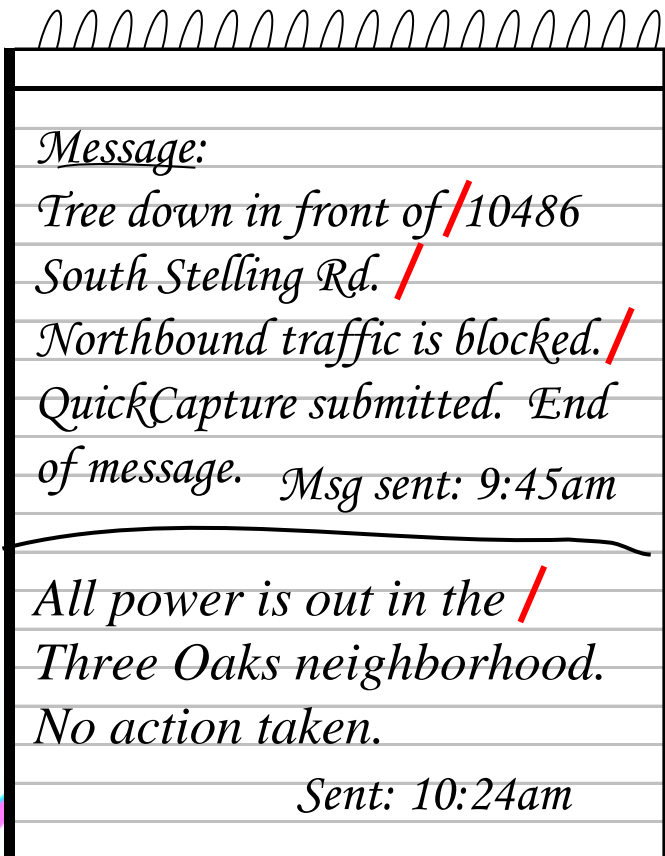 Message:
Tree down in front of /10486
South Stelling Rd. /
Northbound traffic is blocked./
QuickCapture submitted. End
of message.
Msg sent: 9:45am
All power is out in the /
Three Oaks neighborhood.
No action taken.
Sent: 10:24am